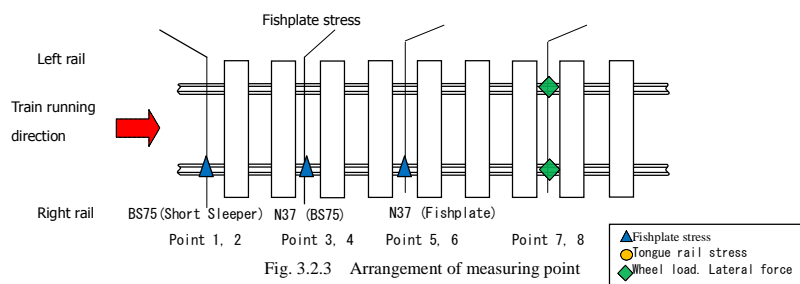 Fishplate stress
Left rail
Train running
direction
Right rail
BS75(Short Sleeper)
N37 (BS75)
N37 (Fishplate)
Point 1, 2
Point 3, 4
Point 5, 6
Point 7, 8
Fishplate stress
Tongue rail stress
Wheel load. Lateral force
Fig. 3.2.3 Arrangement of measuring point